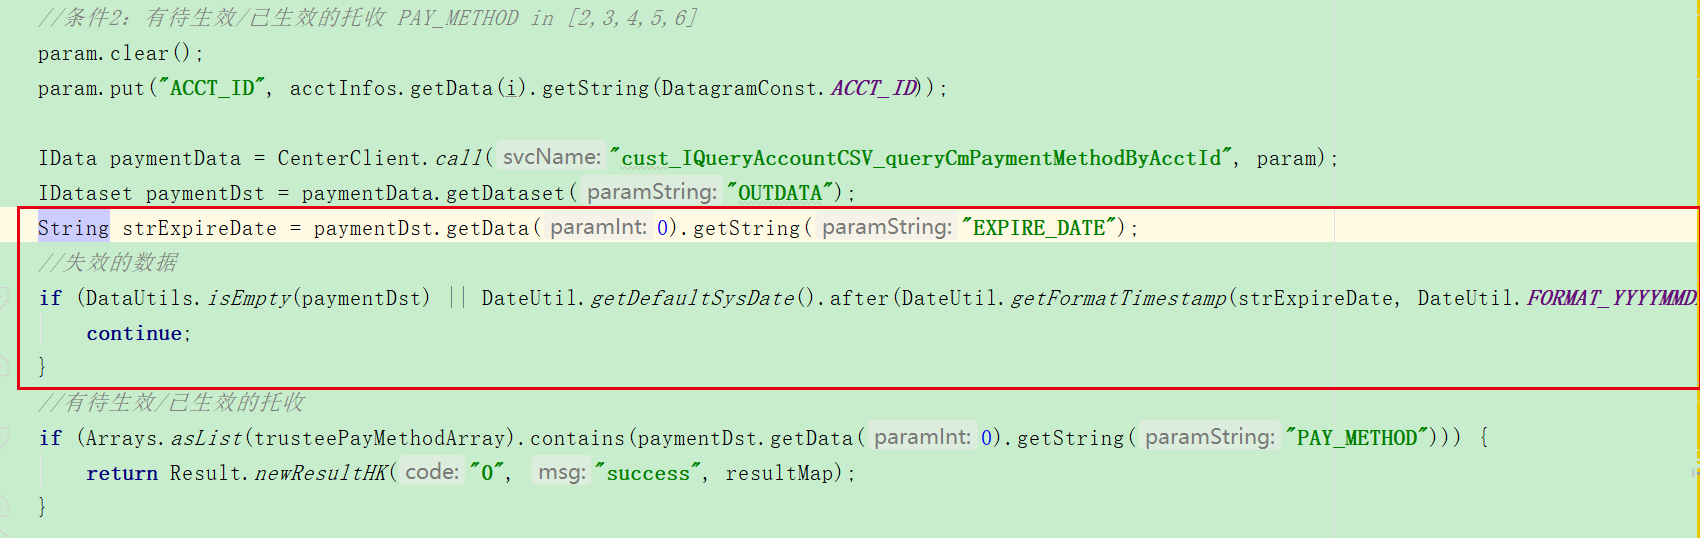 //条件2: 有待生效/已生效的托收 PAY_METHOD in [2,3,4,5,6]
param.clear();
param.put("ACCT_ID", acctInfos.getData(i).getString(DatagramConst.ACCT_ID));
IData paymentData = CenterClient.call( svcName: "cust_IQueryAccountCSV_queryCmPaymentMethodByAcctId", param);
IDataset paymentDst = paymentData.getDataset( paramString: "OUTDATA");
String strExpireDate = paymentDst.getData( paramInt: 0).getString( paramString: "EXPIRE_DATE");
//失效的数据
if (DataUtils.isEmpty(paymentDst) || DateUtil.getDefaultSysDate().after(DateUtil.getFormatTimestamp(strExpireDate, DateUtil.FORMAT_YYYYMMD
continue;
}
//有待生效/已生效的托收
if (Arrays.asList(trusteePayMethodArray).contains(paymentDst.getData( paramInt: 0).getString( paramString: "PAY_METHOD"))) {
return Result.newResultHK( code: "0", msg: "success", resultMap);
}